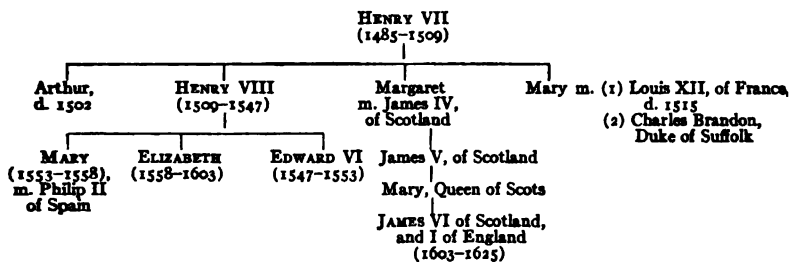 HENRY VII
(1485–1509)
Arthur,
d. 1502
HENRY VIII
(1509–1547)
Margaret
m. James IV,
of Scotland
Mary m. (1) Louis XII, of France,
d. 1515
(2) Charles Brandon,
Duke of Suffolk
MARY
(1553–1558),
m. Philip II
of Spain
ELIZABETH
(1558–1603)
EDWARD VI
(1547–1553)
James V, of Scotland
Mary, Queen of Scots
JAMES VI of Scotland,
and I of England
(1603–1625)